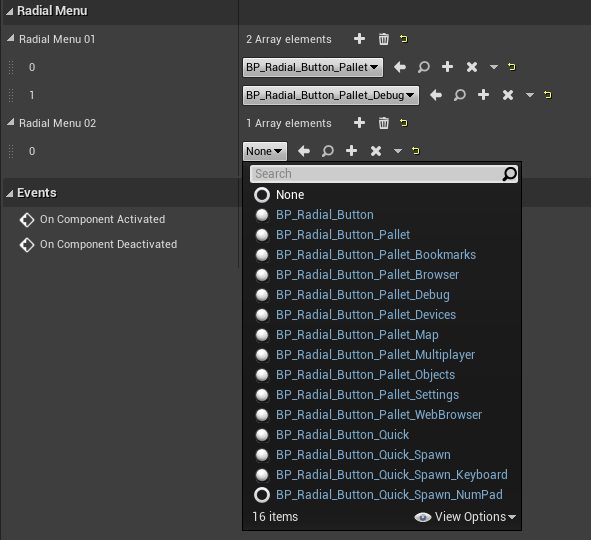 Radial Menu
Radial Menu 01
2 Array elements
0
BP_Radial_Button_Pallet
1
BP_Radial_Button_Pallet_Debug
Radial Menu 02
1 Array elements
0
None
Search
None
Events
BP_Radial_Button
On Component Activated
BP_Radial_Button_Pallet
On Component Deactivated
BP_Radial_Button_Pallet_Bookmarks
BP_Radial_Button_Pallet_Browser
BP_Radial_Button_Pallet_Debug
BP_Radial_Button_Pallet_Devices
BP_Radial_Button_Pallet_Map
BP_Radial_Button_Pallet_Multiplayer
BP_Radial_Button_Pallet_Objects
BP_Radial_Button_Pallet_Settings
BP_Radial_Button_Pallet_WebBrowser
BP_Radial_Button_Quick
BP_Radial_Button_Quick_Spawn
BP_Radial_Button_Quick_Spawn_Keyboard
BP_Radial_Button_Quick_Spawn_NumPad
16 items
View Options